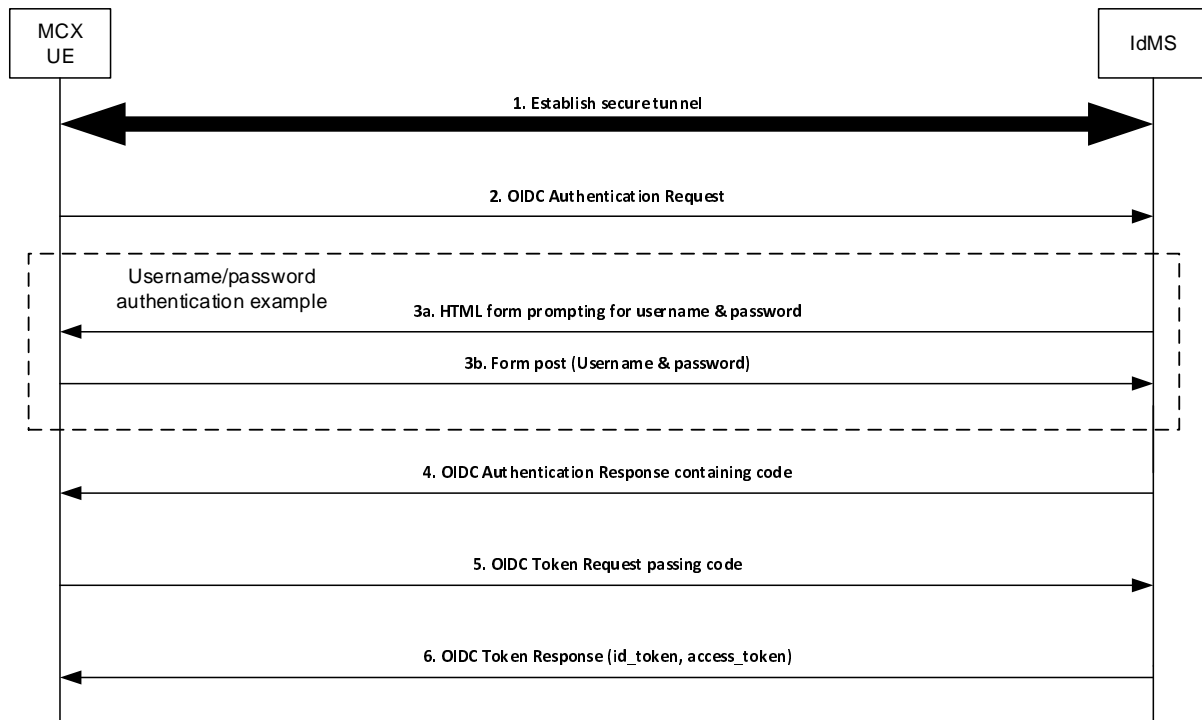 MCX
UE
IdMS
1. Establish secure tunnel
2. OIDC Authentication Request
Username/password
authentication example
3a. HTML form prompting for username & password
3b. Form post (Username & password)
4. OIDC Authentication Response containing code
5. OIDC Token Request passing code
6. OIDC Token Response (id_token, access_token)